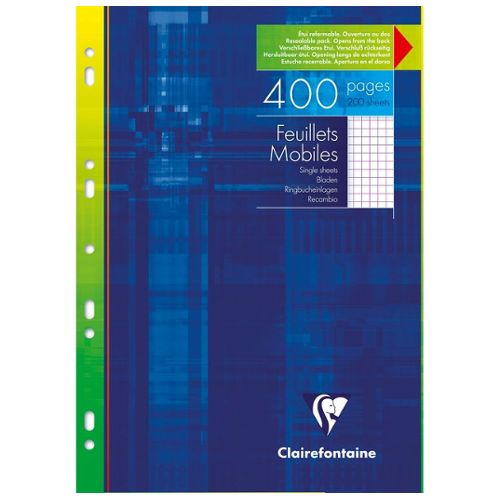 Étui refermable. Ouverture au dos
Resealable pack. Opens from the back
Verschließbares Etui. Verschluß rückseitig
Hersluitbaar étui. Opening langs de achterkant
Estuche recerrable. Apertura en el dorso
400 pages
200 sheets
Feuillets
Mobiles
Single sheets
Bladen
Ringbucheinlagen
Recambio
Clairefontaine